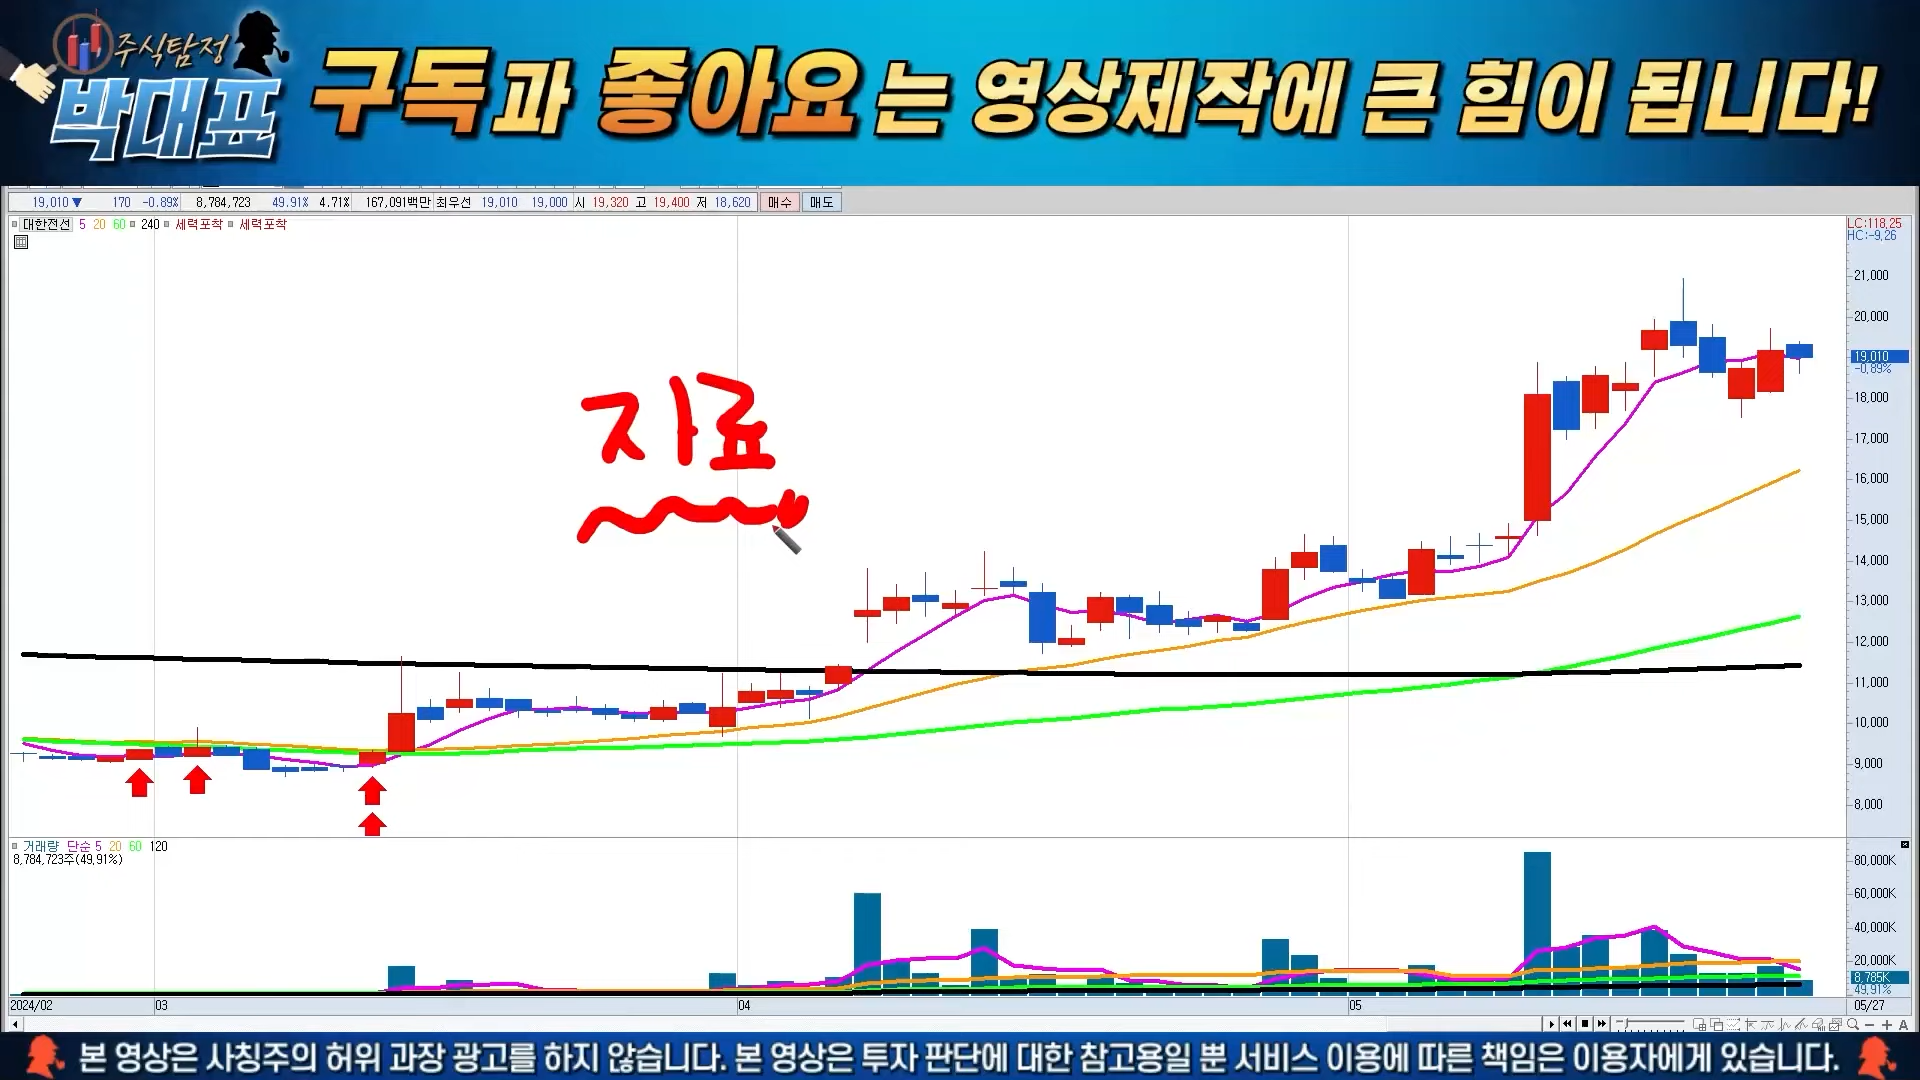 주식탐정
박대표
구독과 좋아요는 영상제작에 큰 힘이 됩니다!
19,010 ▼ 170 -0.89% 8,784,723 49.91% 4.71% 167,091백만 최우선 19,010 19,000 시 19,320 고 19,400 저 18,620 매수 매도
대한전선 5 20 60 240 세력포착 세력포착
LC:118.25
HC:-9.26
21,000
20,000
19,010
-0.89%
18,000
17,000
16,000
15,000
14,000
13,000
12,000
11,000
10,000
9,000
8,000
자료
거래량 단순 5 20 60 120
8,784,723주(49.91%)
80,000K
60,000K
40,000K
20,000K
8,785K
49.91%
2024/02 03 04 05 05/27
본 영상은 사칭주의 허위 과장 광고를 하지 않습니다. 본 영상은 투자 판단에 대한 참고용일 뿐 서비스 이용에 따른 책임은 이용자에게 있습니다.